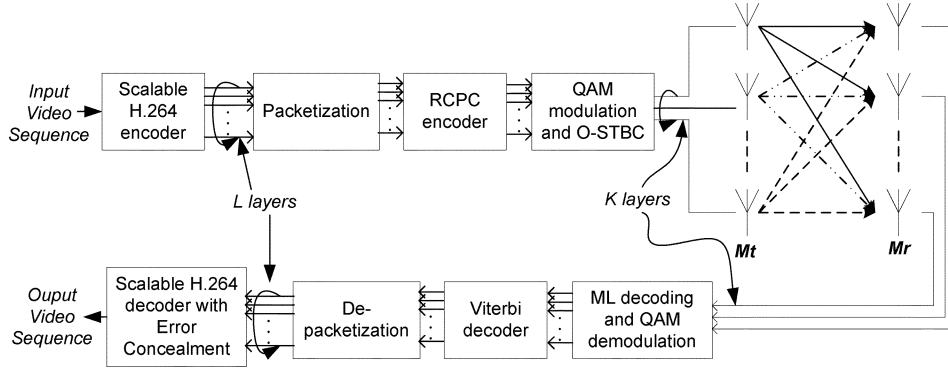 Input
Video
Sequence
Scalable
H.264
encoder
Packetization
RCPC
encoder
QAM
modulation
and O-STBC
L layers
K layers
Mt
Mr
Ouput
Video
Sequence
Scalable H.264
decoder with
Error
Concealment
De-
packetization
Viterbi
decoder
ML decoding
and QAM
demodulation